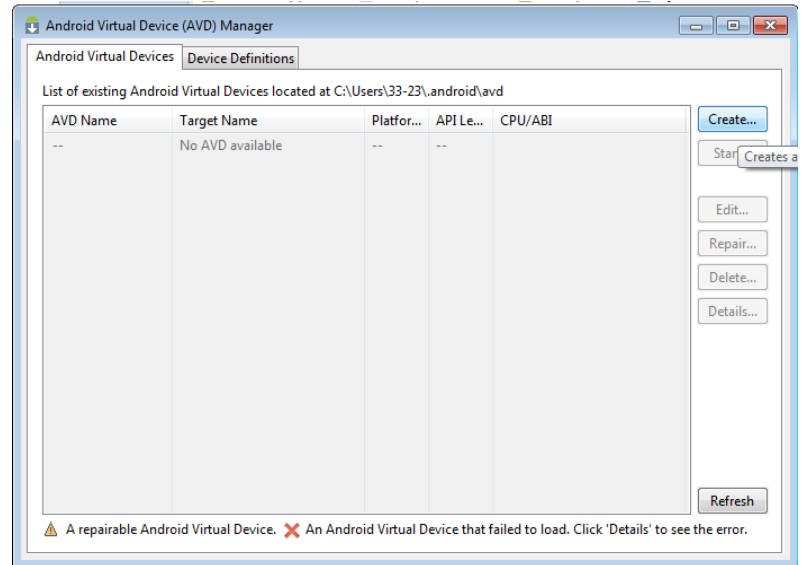 Android Virtual Device (AVD) Manager
Android Virtual Devices
Device Definitions
List of existing Android Virtual Devices located at C:\Users\33-23\.android\avd
AVD Name Target Name Platfor... API Le... CPU/ABI
-- No AVD available -- --
Create...
Star
Creates a
Edit...
Repair...
Delete...
Details...
Refresh
A repairable Android Virtual Device. An Android Virtual Device that failed to load. Click 'Details' to see the error.